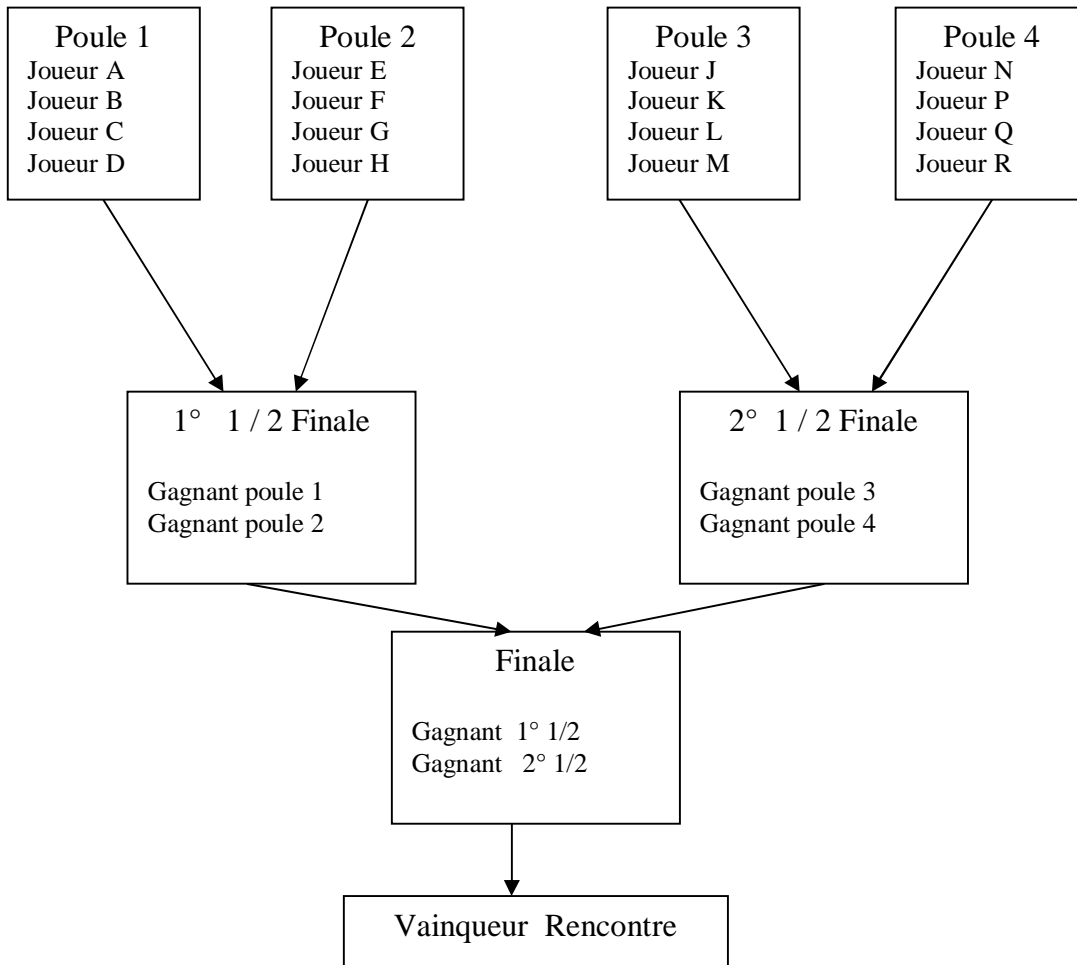 Poule 1
Joueur A
Joueur B
Joueur C
Joueur D
Poule 2
Joueur E
Joueur F
Joueur G
Joueur H
Poule 3
Joueur J
Joueur K
Joueur L
Joueur M
Poule 4
Joueur N
Joueur P
Joueur Q
Joueur R
1° 1 / 2 Finale
Gagnant poule 1
Gagnant poule 2
2° 1 / 2 Finale
Gagnant poule 3
Gagnant poule 4
Finale
Gagnant 1° 1/2
Gagnant 2° 1/2
Vainqueur Rencontre